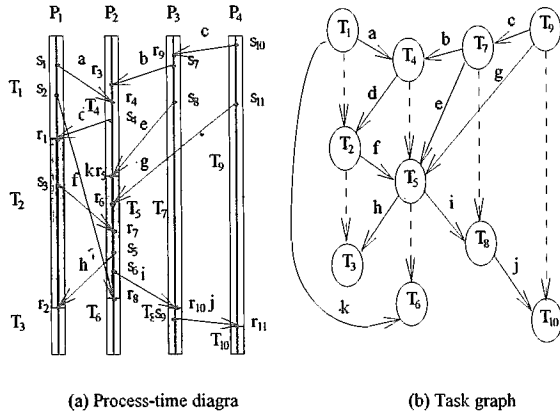 P1 P2 P3 P4
s1 a r3 b r9 c s10
s7
s2
T1
r4
T4
s4
s8
s11
c
e
r1
k r5
g
T9
s3
f
r6
T5
T7
T2
r7
h
s5
s6 i
r2
r8
r10 j
T3
T6
s9
r11
T10
(a) Process-time diagra
T1 a T4 b T7 c T9
d
e
g
T2
f
T5
h
i
T3
T8
j
k
T6
T10
(b) Task graph